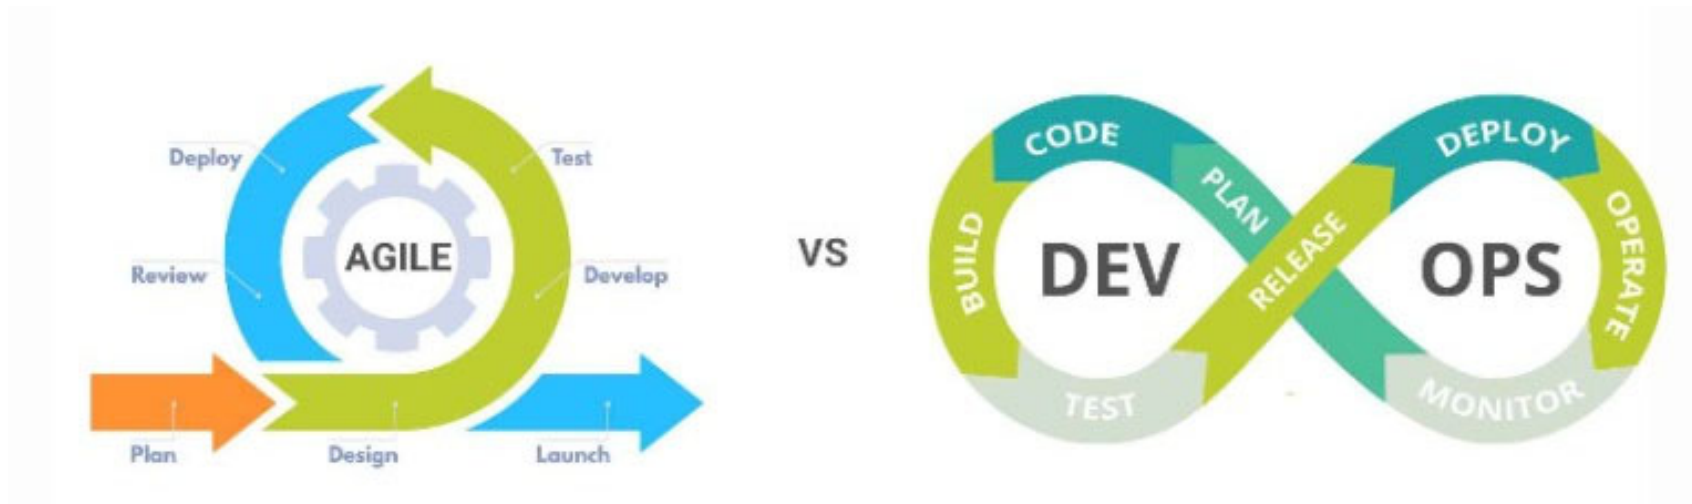 Deploy
Test
AGILE
Review
Develop
Plan
Design
Launch
VS
CODE
DEPLOY
PLAN
BUILD
DEV
RELEASE
OPS
OPERATE
TEST
MONITOR